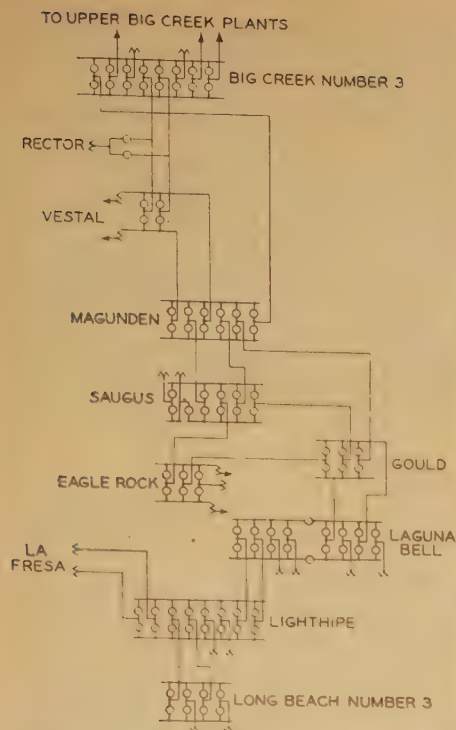 TO UPPER BIG CREEK PLANTS
BIG CREEK NUMBER 3
RECTOR
VESTAL
MAGUNDEN
SAUGUS
GOULD
EAGLE ROCK
LAGUNA
BELL
LA
FRESA
LIGHTHIPE
LONG BEACH NUMBER 3